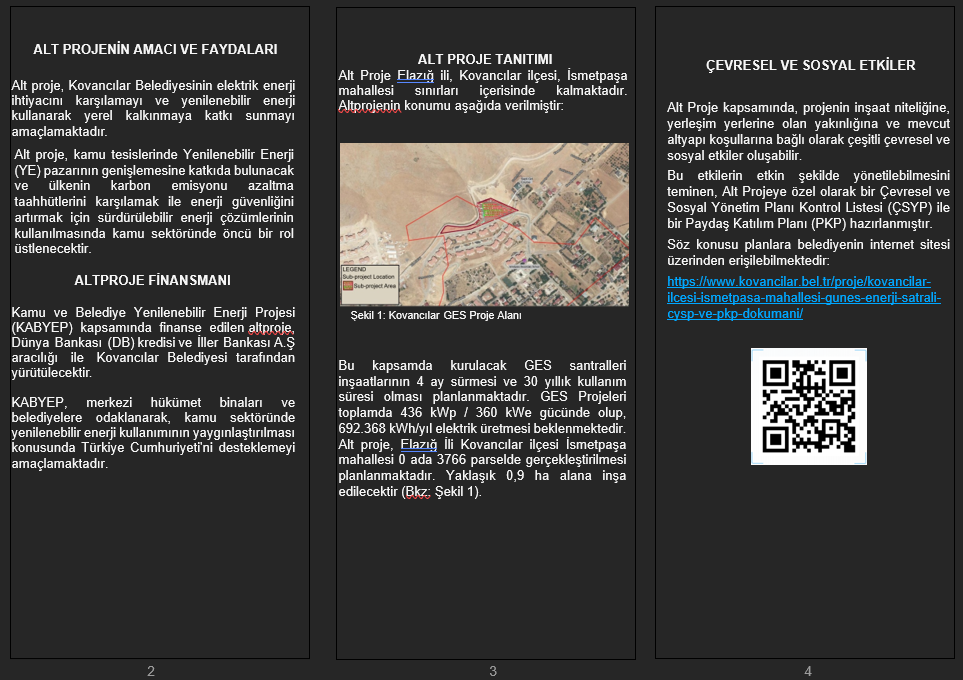 ALT PROJENİN AMACI VE FAYDALARI
Alt proje, Kovancılar Belediyesinin elektrik enerji
ihtiyacını karşılamayı ve yenilenebilir enerji
kullanarak yerel kalkınmaya katkı sunmayı
amaçlamaktadır.
Alt proje, kamu tesislerinde Yenilenebilir Enerji
(YE) pazarının genişlemesine katkıda bulunacak
ve ülkenin karbon emisyonu azaltma
taahhütlerini karşılamak ile enerji güvenliğini
artırmak için sürdürülebilir enerji çözümlerinin
kullanılmasında kamu sektöründe öncü bir rol
üstlenecektir.
ALTPROJE FİNANSMANI
Kamu ve Belediye Yenilenebilir Enerji Projesi
(KABYEP) kapsamında finanse edilen altproje,
Dünya Bankası (DB) kredisi ve İller Bankası A.Ş
aracılığı ile Kovancılar Belediyesi tarafından
yürütülecektir.
KABYEP, merkezi hükümet binaları ve
belediyelere odaklanarak, kamu sektöründe
yenilenebilir enerji kullanımının yaygınlaştırılması
konusunda Türkiye Cumhuriyeti'ni desteklemeyi
amaçlamaktadır.
2
ALT PROJE TANITIMI
Alt Proje Elazığ ili, Kovancılar ilçesi, İsmetpaşa
mahallesi sınırları içerisinde kalmaktadır.
Altprojenin konumu aşağıda verilmiştir:
LEGEND
Sub-project Location
Sub-project Area
Şekil 1: Kovancılar GES Proje Alanı
Bu kapsamda kurulacak GES santralleri
inşaatlarının 4 ay sürmesi ve 30 yıllık kullanım
süresi olması planlanmaktadır. GES Projeleri
toplamda 436 kWp / 360 kWe gücünde olup,
692.368 kWh/yıl elektrik üretmesi beklenmektedir.
Alt proje, Elazığ İli Kovancılar ilçesi İsmetpaşa
mahallesi 0 ada 3766 parselde gerçekleştirilmesi
planlanmaktadır. Yaklaşık 0,9 ha alana inşa
edilecektir (Bkz: Şekil 1).
3
ÇEVRESEL VE SOSYAL ETKİLER
Alt Proje kapsamında, projenin inşaat niteliğine,
yerleşim yerlerine olan yakınlığına ve mevcut
altyapı koşullarına bağlı olarak çeşitli çevresel ve
sosyal etkiler oluşabilir.
Bu etkilerin etkin şekilde yönetilebilmesini
teminen, Alt Projeye özel olarak bir Çevresel ve
Sosyal Yönetim Planı Kontrol Listesi (ÇSYP) ile
bir Paydaş Katılım Planı (PKP) hazırlanmıştır.
Söz konusu planlara belediyenin internet sitesi
üzerinden erişilebilmektedir:
https://www.kovancilar.bel.tr/proje/kovancilar-
ilcesi-ismetpasa-mahallesi-gunes-enerji-satrali-
cysp-ve-pkp-dokumani/
4